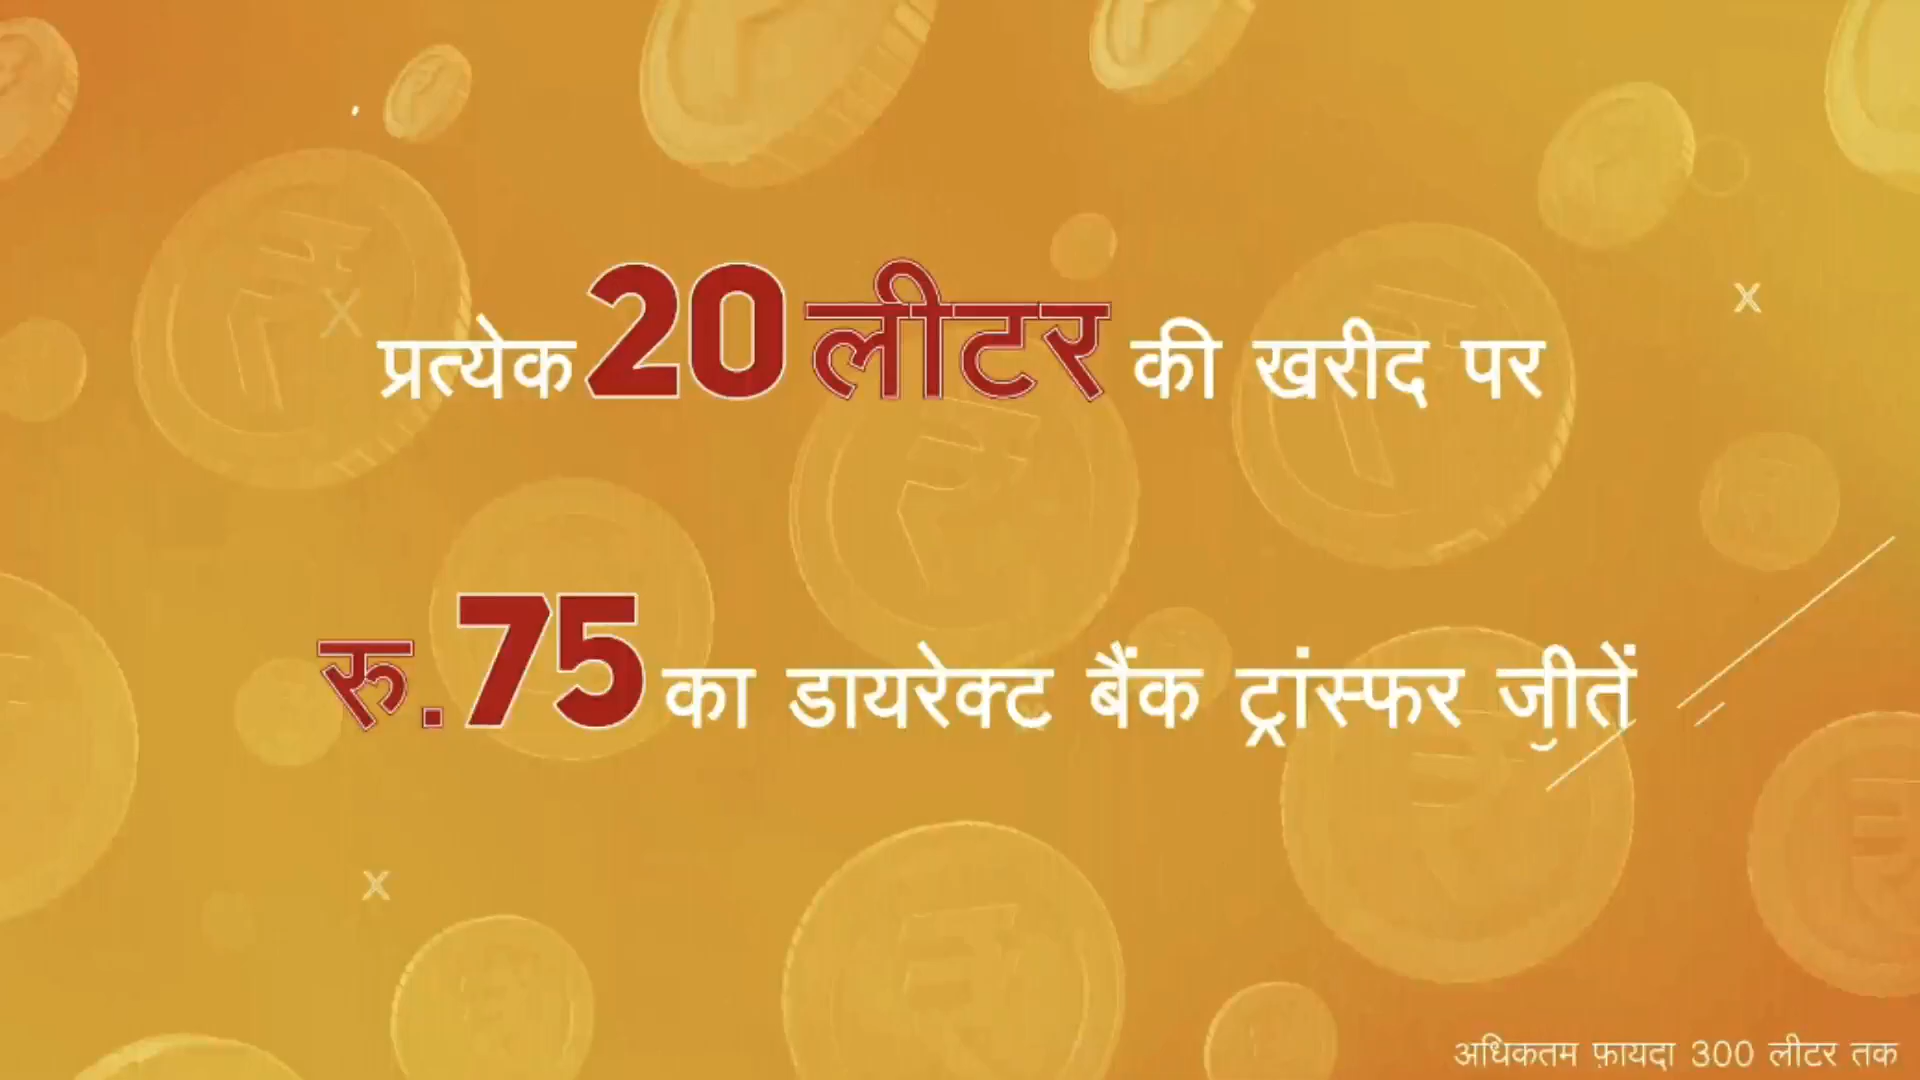 प्रत्येक 20 लीटर की खरीद पर
रु.75 का डायरेक्ट बैंक ट्रांस्फर जीतें
अधिकतम फ़ायदा 300 लीटर तक